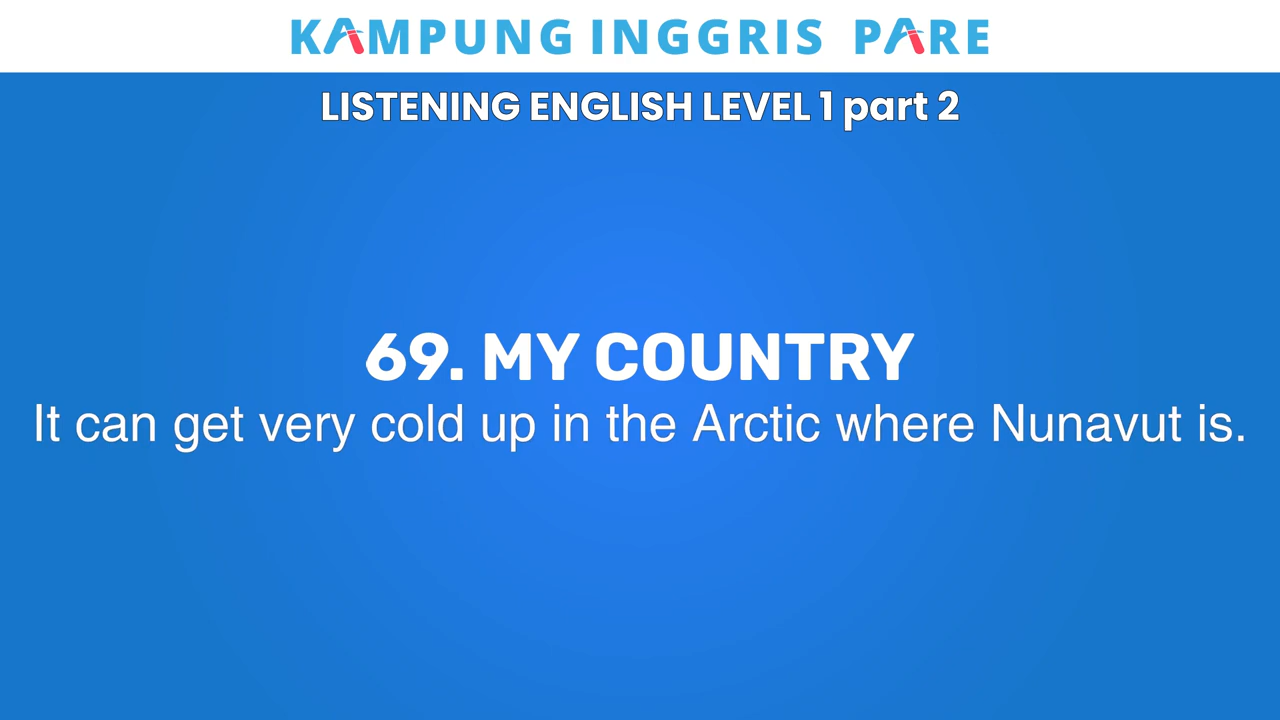 KAMPUNG INGGRIS PARE
LISTENING ENGLISH LEVEL 1 part 2
69. MY COUNTRY
It can get very cold up in the Arctic where Nunavut is.